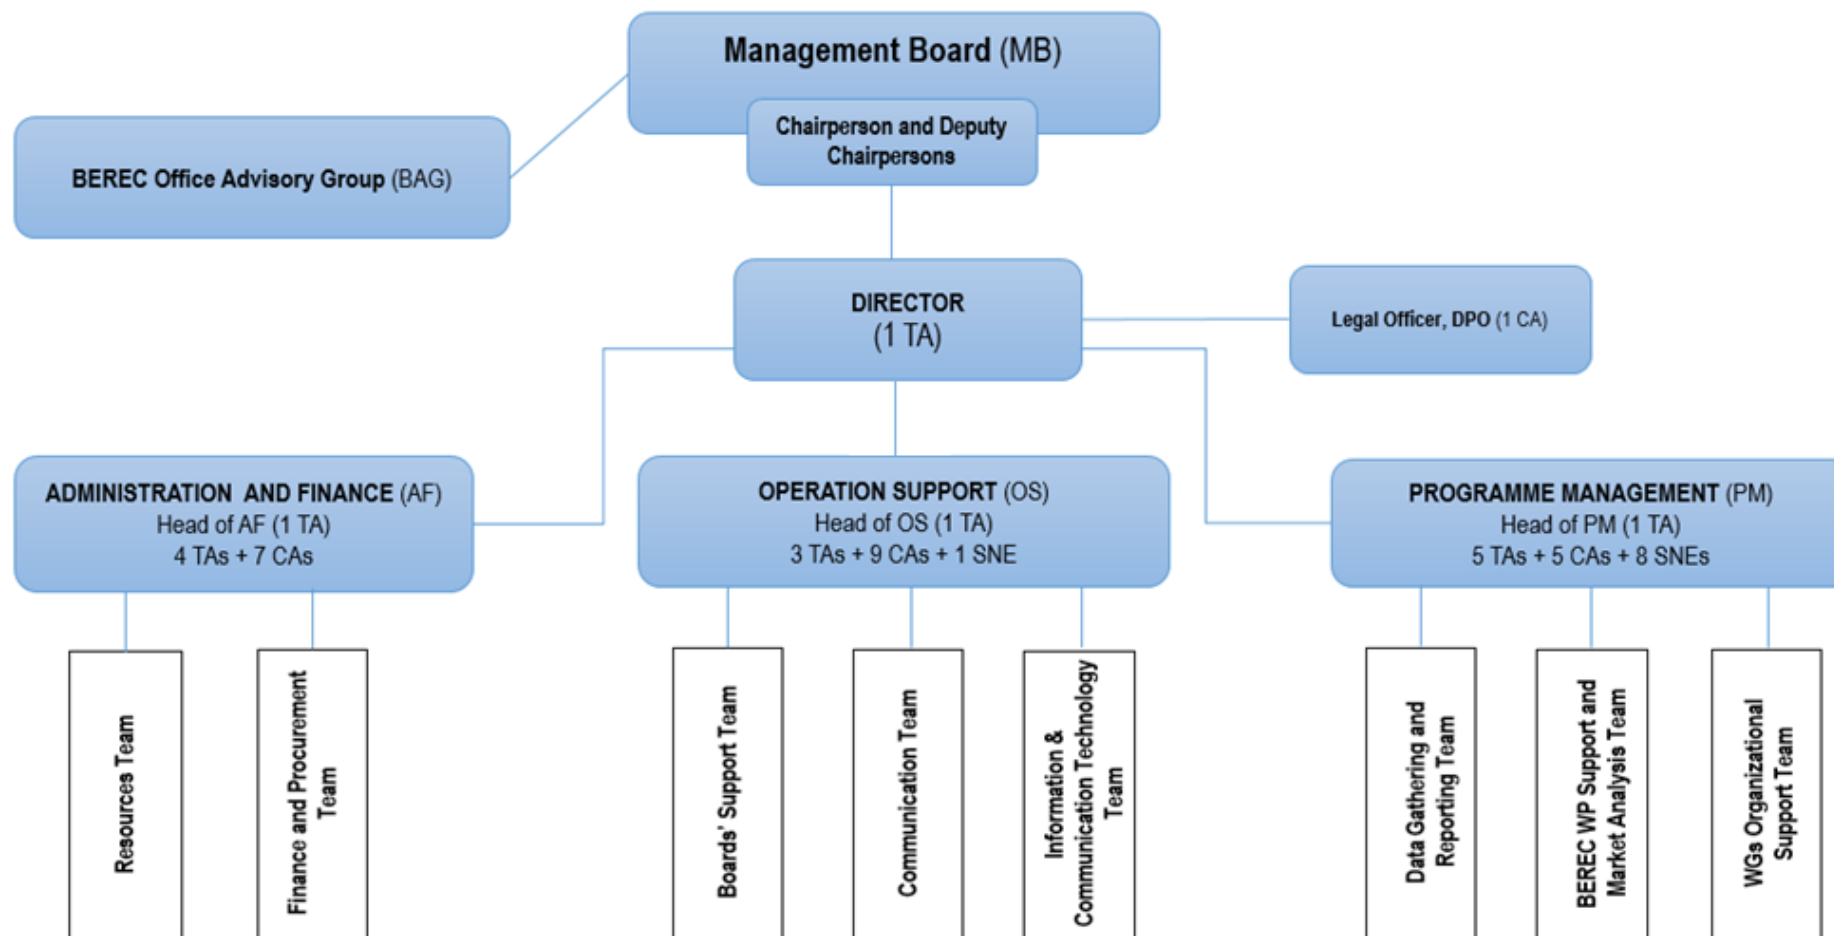 Management Board (MB)
Chairperson and Deputy
Chairpersons
BEREC Office Advisory Group (BAG)
DIRECTOR
(1 TA)
Legal Officer, DPO (1 CA)
ADMINISTRATION AND FINANCE (AF)
Head of AF (1 TA)
4 TAs + 7 CAs
OPERATION SUPPORT (OS)
Head of OS (1 TA)
3 TAs + 9 CAs + 1 SNE
PROGRAMME MANAGEMENT (PM)
Head of PM (1 TA)
5 TAs + 5 CAs + 8 SNEs
Resources Team
Finance and Procurement
Team
Boards' Support Team
Communication Team
Information &
Communication Technology
Team
Data Gathering and
Reporting Team
BEREC WP Support and
Market Analysis Team
WGs Organizational
Support Team